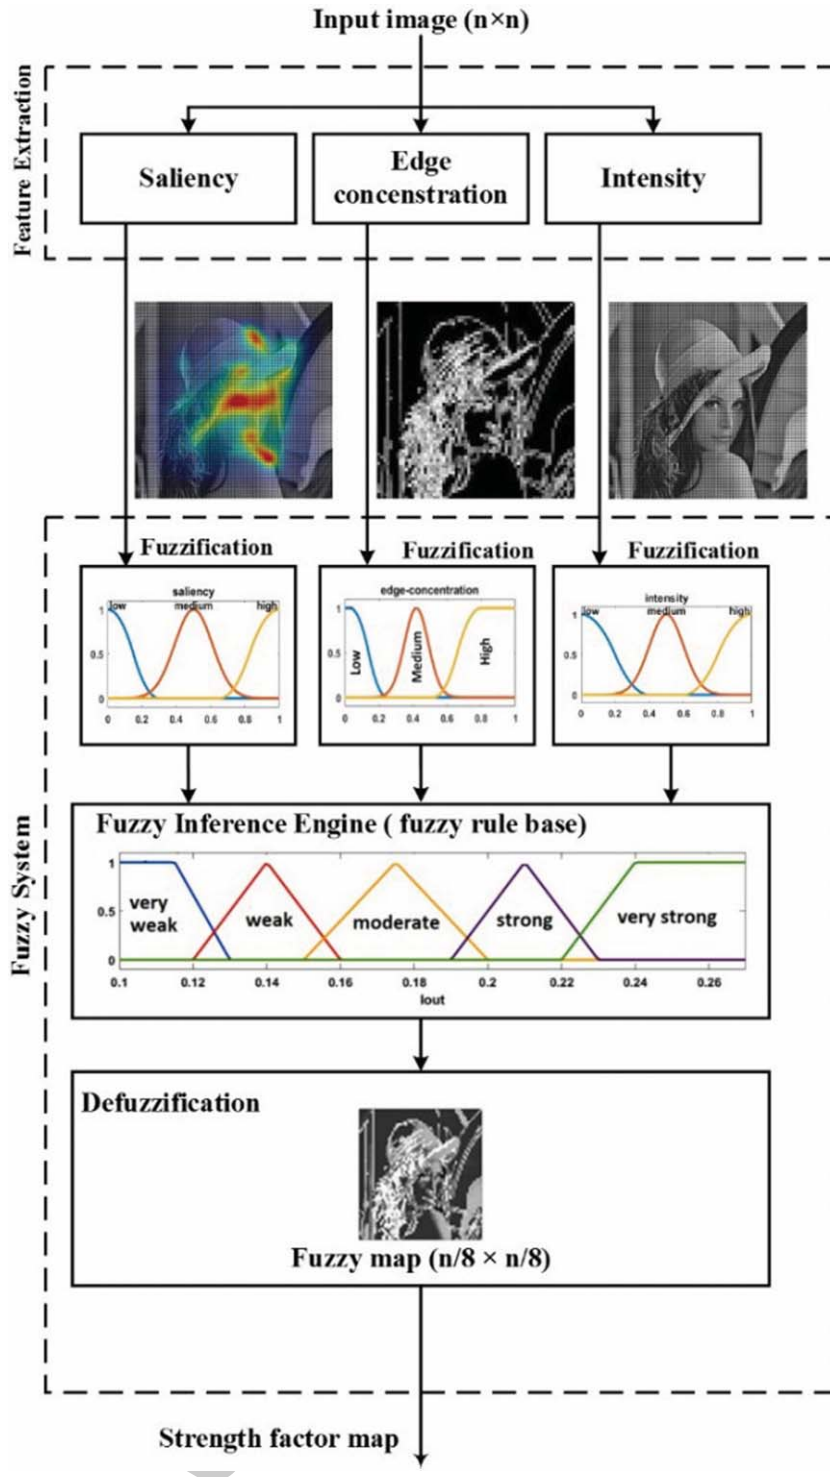 Input image (n×n)
Feature Extraction
Saliency
Edge
concenstration
Intensity
Fuzzification
Fuzzification
Fuzzification
saliency
low medium high
1
0.5
0
0 0.2 0.4 0.6 0.8 1
edge-concentration
Low
Medium
High
1
0.5
0
0 0.2 0.4 0.6 0.8 1
intensity
low medium high
1
0.5
0
0 0.2 0.4 0.6 0.8 1
Fuzzy System
Fuzzy Inference Engine ( fuzzy rule base)
1
0.5
0
very
weak
weak
moderate
strong
very strong
0.1 0.12 0.14 0.16 0.18 0.2 0.22 0.24 0.26
Iout
Defuzzification
Fuzzy map (n/8 × n/8)
Strength factor map